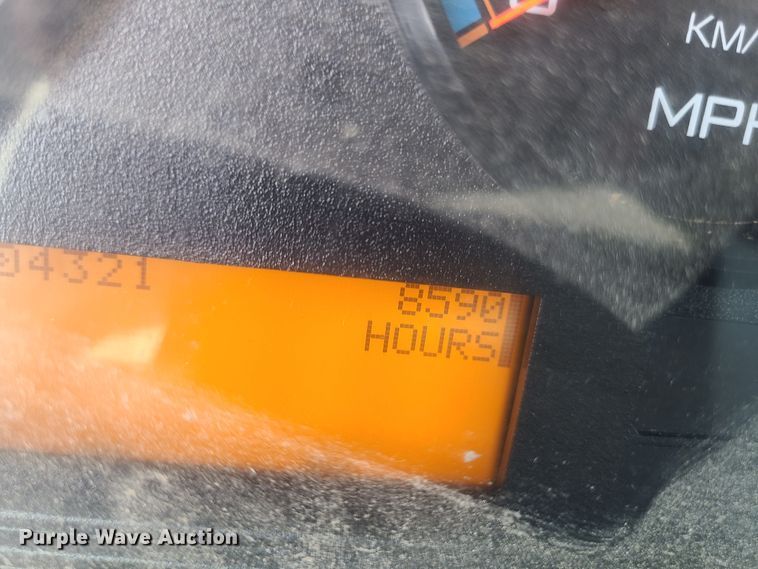 KM/
MPH
04321
8590
HOURS
Purple Wave Auction